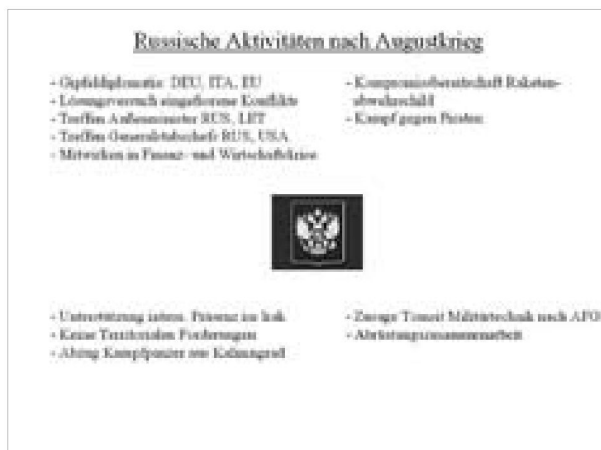 Russische Aktivitäten nach Augustkrieg
- Gipfeldiplomatie: DEU, ITA, EU
- Lösungsversuch eingefrorene Konflikte
- Treffen Außenminister RUS, LET
- Treffen Generalstabschefs RUS, USA
- Mitwirken in Finanz- und Wirtschaftskrise
- Kompromissbereitschaft Raketen-
abwehrschild
- Kampf gegen Piraten
- Unterstützung intern. Präsenz im Irak
- Keine Territorialen Forderungen
- Abzug Kampfpanzer aus Kaliningrad
- Zusage Transit Militärtechnik nach AFG
- Abrüstungszusammenarbeit